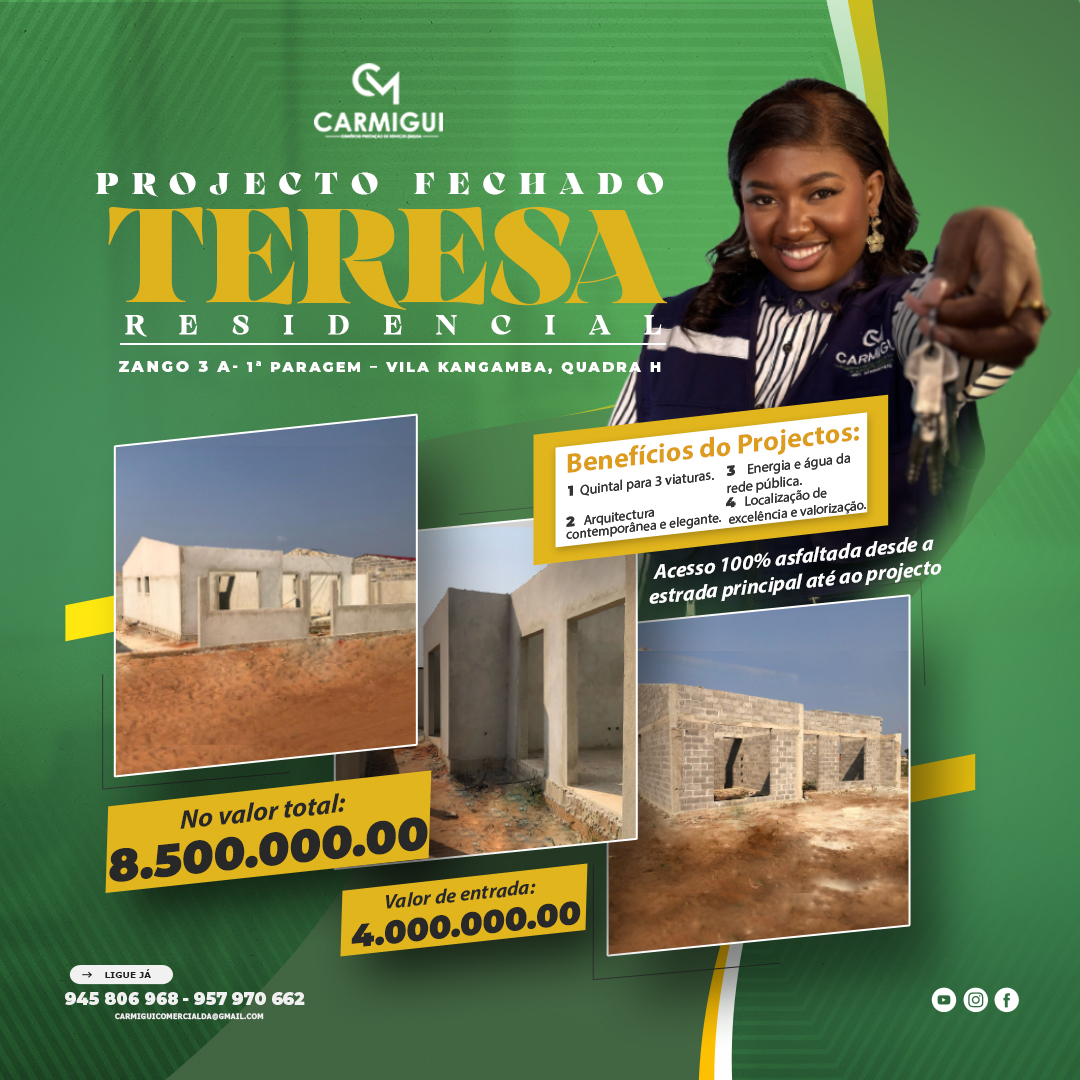 CM
CARMIGUI
PROJECTO FECHADO
TERESA
RESIDENCIAL
ZANGO 3 A- 1ª PARAGEM – VILA KANGAMBA, QUADRA H
CARMIGUI
Benefícios do Projectos:
1 Quintal para 3 viaturas.
2 Arquitectura
contemporânea e elegante.
3 Energia e água da
rede pública.
4 Localização de
excelência e valorização.
Acesso 100% asfaltada desde a
estrada principal até ao projecto
No valor total:
8.500.000.00
Valor de entrada:
4.000.000.00
→ LIGUE JÁ
945 806 968 - 957 970 662
CARMIGUICOMERCIALDA@GMAIL.COM